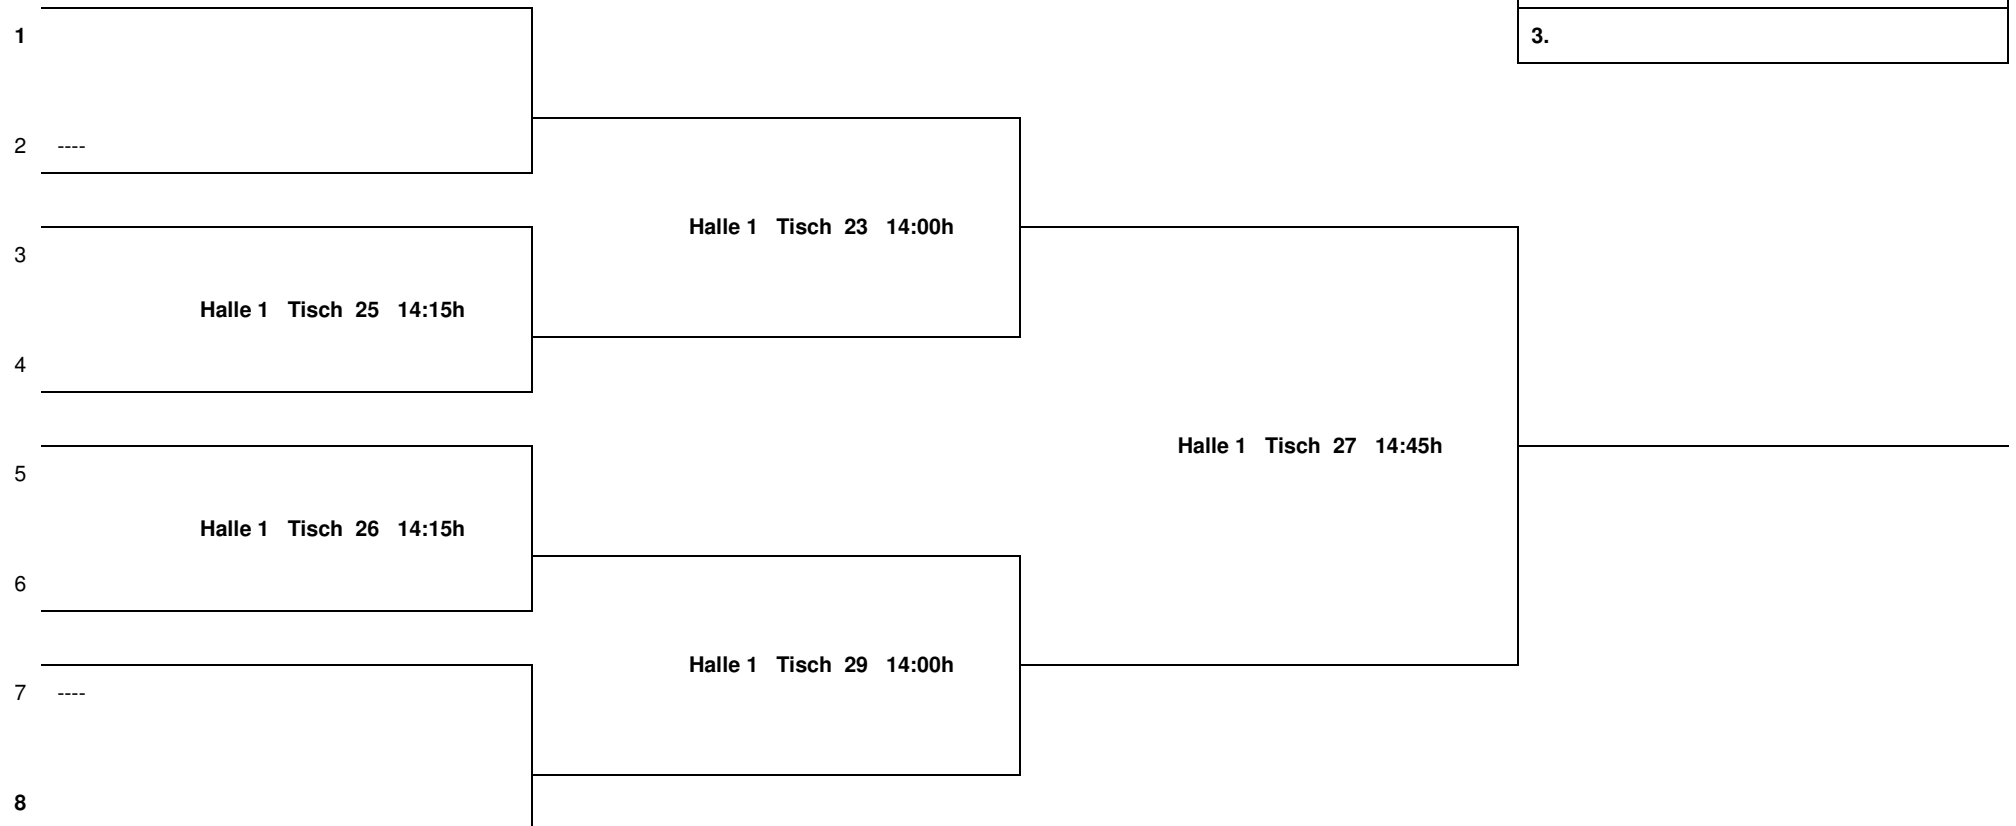 1
3.
2 ----
Halle 1 Tisch 23 14:00h
3
Halle 1 Tisch 25 14:15h
4
Halle 1 Tisch 27 14:45h
5
Halle 1 Tisch 26 14:15h
6
Halle 1 Tisch 29 14:00h
7 ----
8